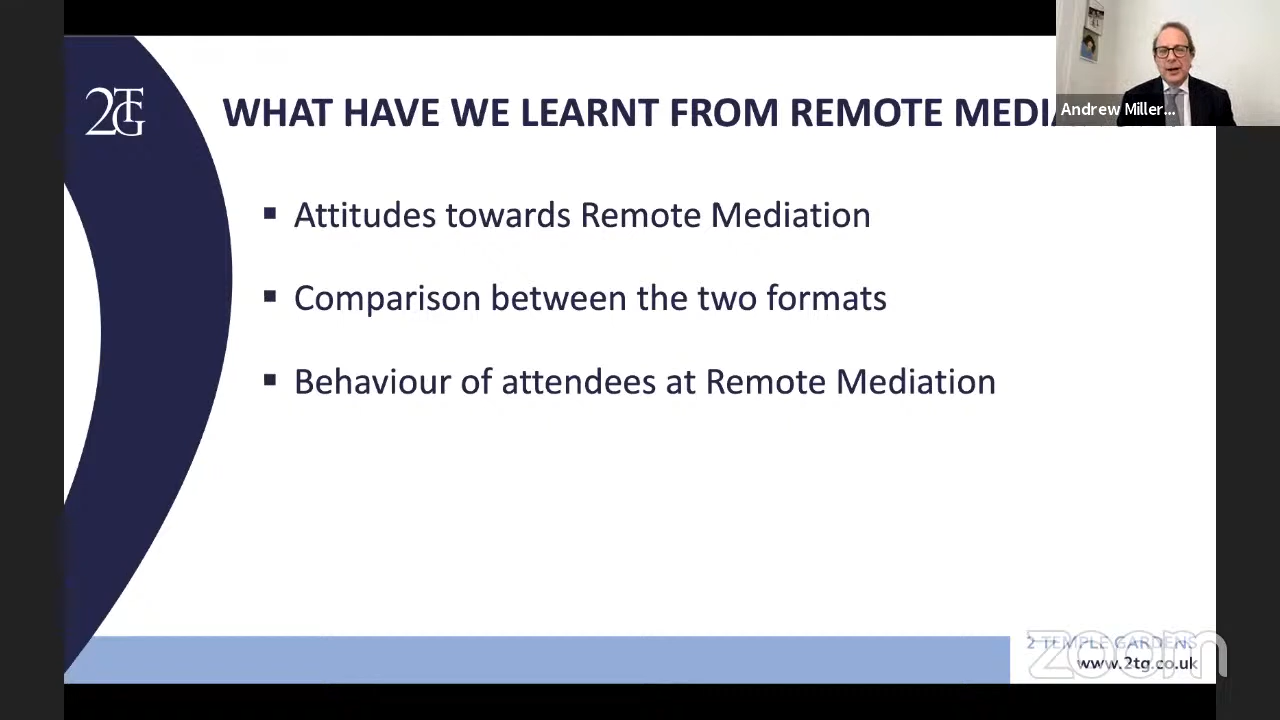 2TG
WHAT HAVE WE LEARNT FROM REMOTE
Andrew Miller...
▪ Attitudes towards Remote Mediation
▪ Comparison between the two formats
▪ Behaviour of attendees at Remote Mediation
2 TEMPLE GARDENS
www.2tg.co.uk
zoom